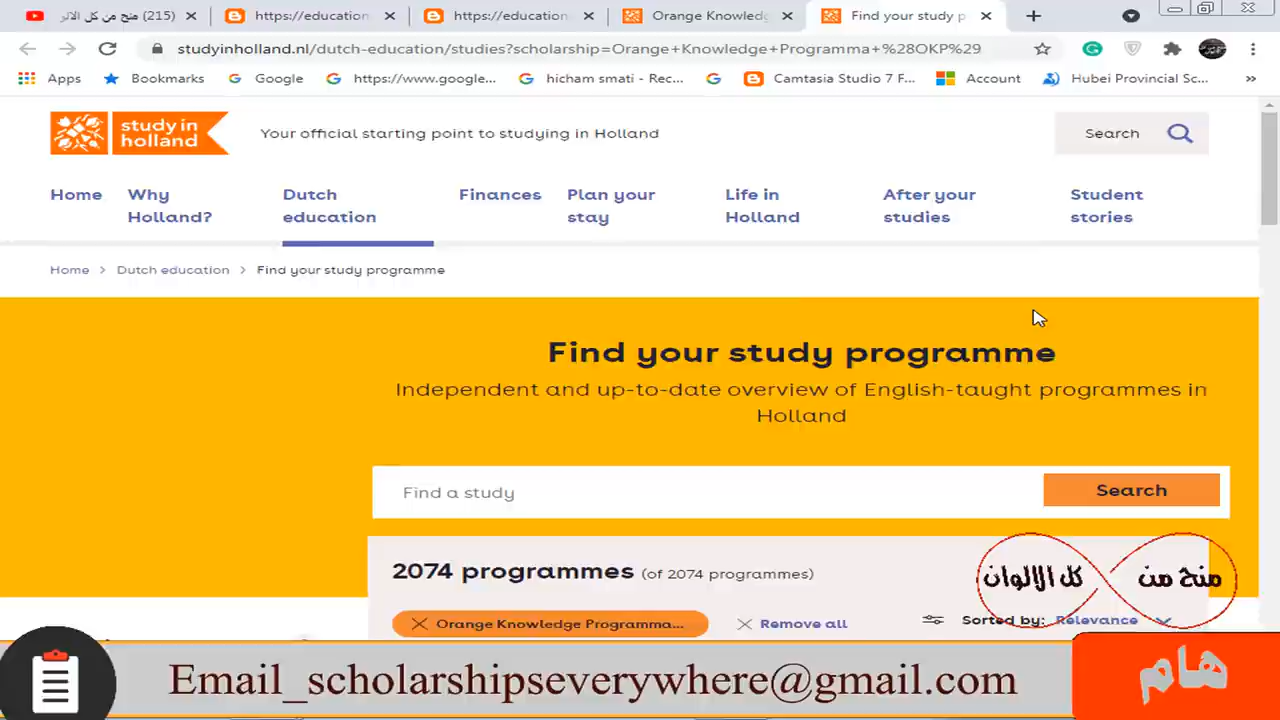 (215) منح من كل الالو
https://education
https://education
Orange Knowled
Find your study p
studyinholland.nl/dutch-education/studies?scholarship=Orange+Knowledge+Programma+%28OKP%29
Apps
Bookmarks
Google
https://www.google...
hicham smati - Rec...
Camtasia Studio 7 F...
Account
Hubei Provincial Sc...
»
study in
holland
Your official starting point to studying in Holland
Search
Home
Why
Holland?
Dutch
education
Finances
Plan your
stay
Life in
Holland
After your
studies
Student
stories
Home > Dutch education > Find your study programme
Find your study programme
Independent and up-to-date overview of English-taught programmes in
Holland
Find a study
Search
2074 programmes (of 2074 programmes)
منح من كل الالوان
Orange Knowledge Programma...
Remove all
Sorted by: Relevance
Email_scholarshipseverywhere@gmail.com
هام